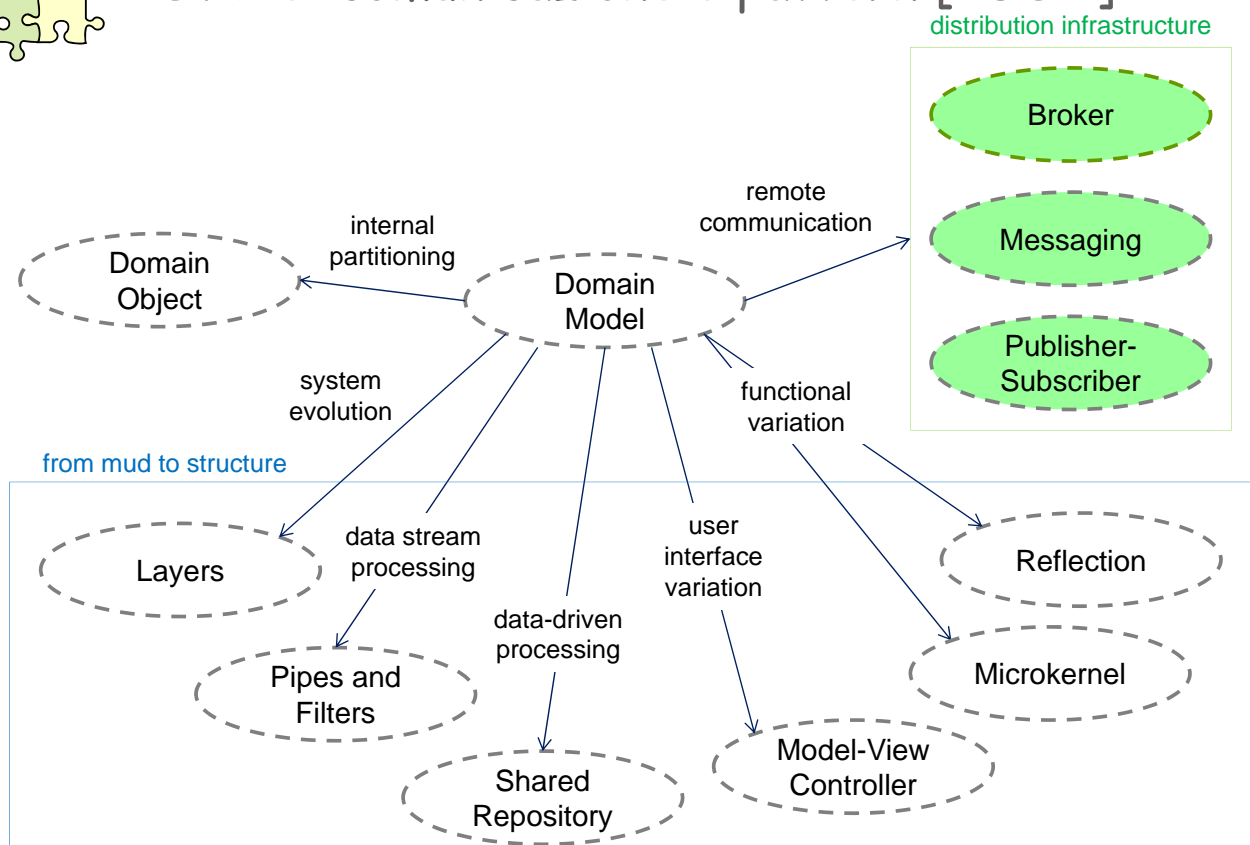 distribution infrastructure
Broker
remote
communication
Messaging
internal
partitioning
Domain
Object
Domain
Model
Publisher-
Subscriber
system
evolution
functional
variation
from mud to structure
Layers
data stream
processing
user
interface
variation
Reflection
data-driven
processing
Pipes and
Filters
Microkernel
Model-View
Controller
Shared
Repository